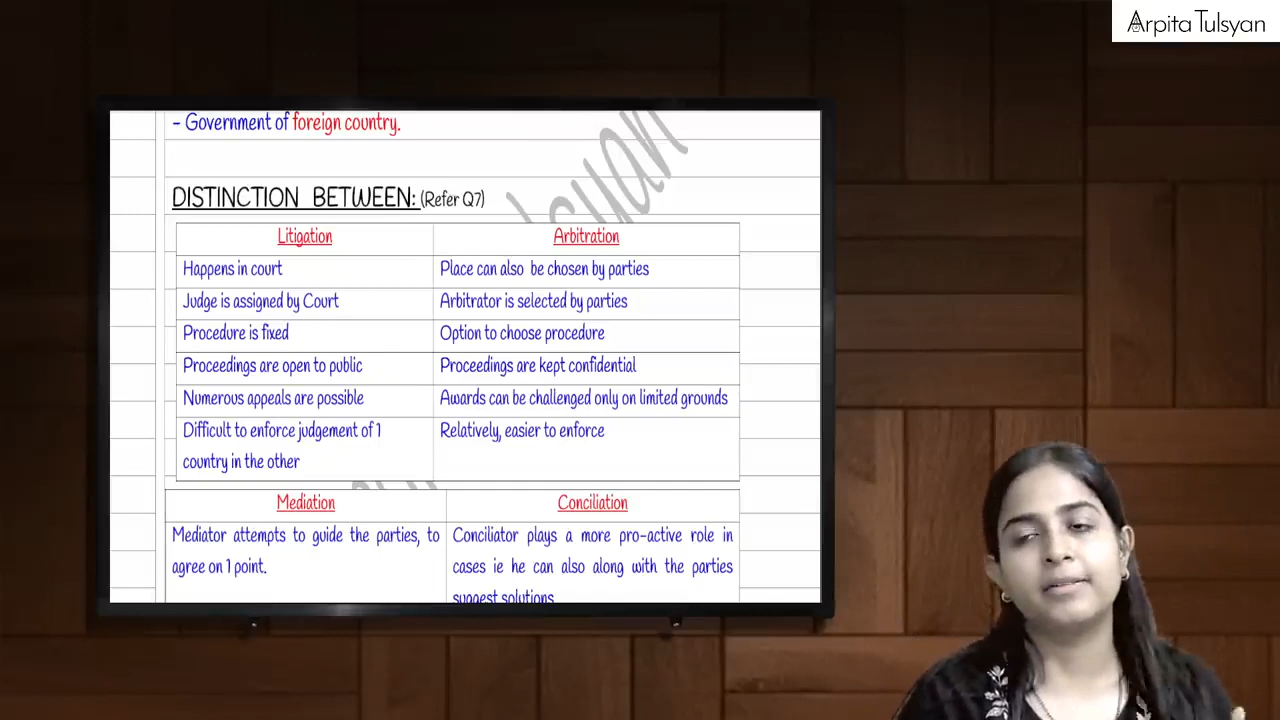 Arpita Tulsyan
- Government of foreign country.
DISTINCTION BETWEEN: (Refer Q7)
Litigation Arbitration
Happens in court Place can also be chosen by parties
Judge is assigned by Court Arbitrator is selected by parties
Procedure is fixed Option to choose procedure
Proceedings are open to public Proceedings are kept confidential
Numerous appeals are possible Awards can be challenged only on limited grounds
Difficult to enforce judgement of 1 Relatively, easier to enforce
country in the other
Mediation Conciliation
Mediator attempts to guide the parties, to Conciliator plays a more pro-active role in
agree on 1 point. cases ie he can also along with the parties
suggest solutions